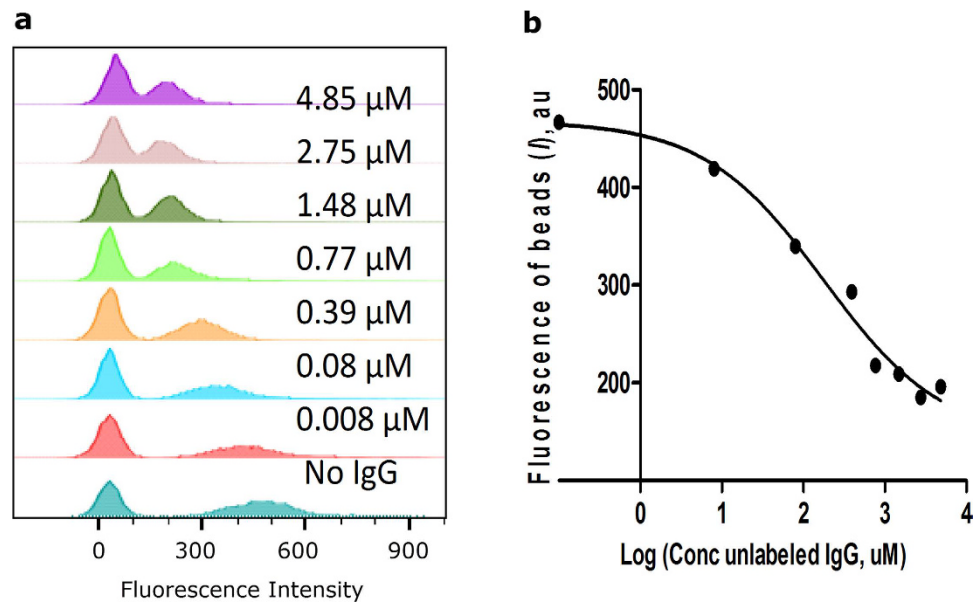 a
4.85 µM
2.75 µM
1.48 µM
0.77 µM
0.39 µM
0.08 µM
0.008 µM
No IgG
0 300 600 900
Fluorescence Intensity
b
Fluorescence of beads (I), au
500
400
300
200
0 1 2 3 4
Log (Conc unlabeled IgG, uM)